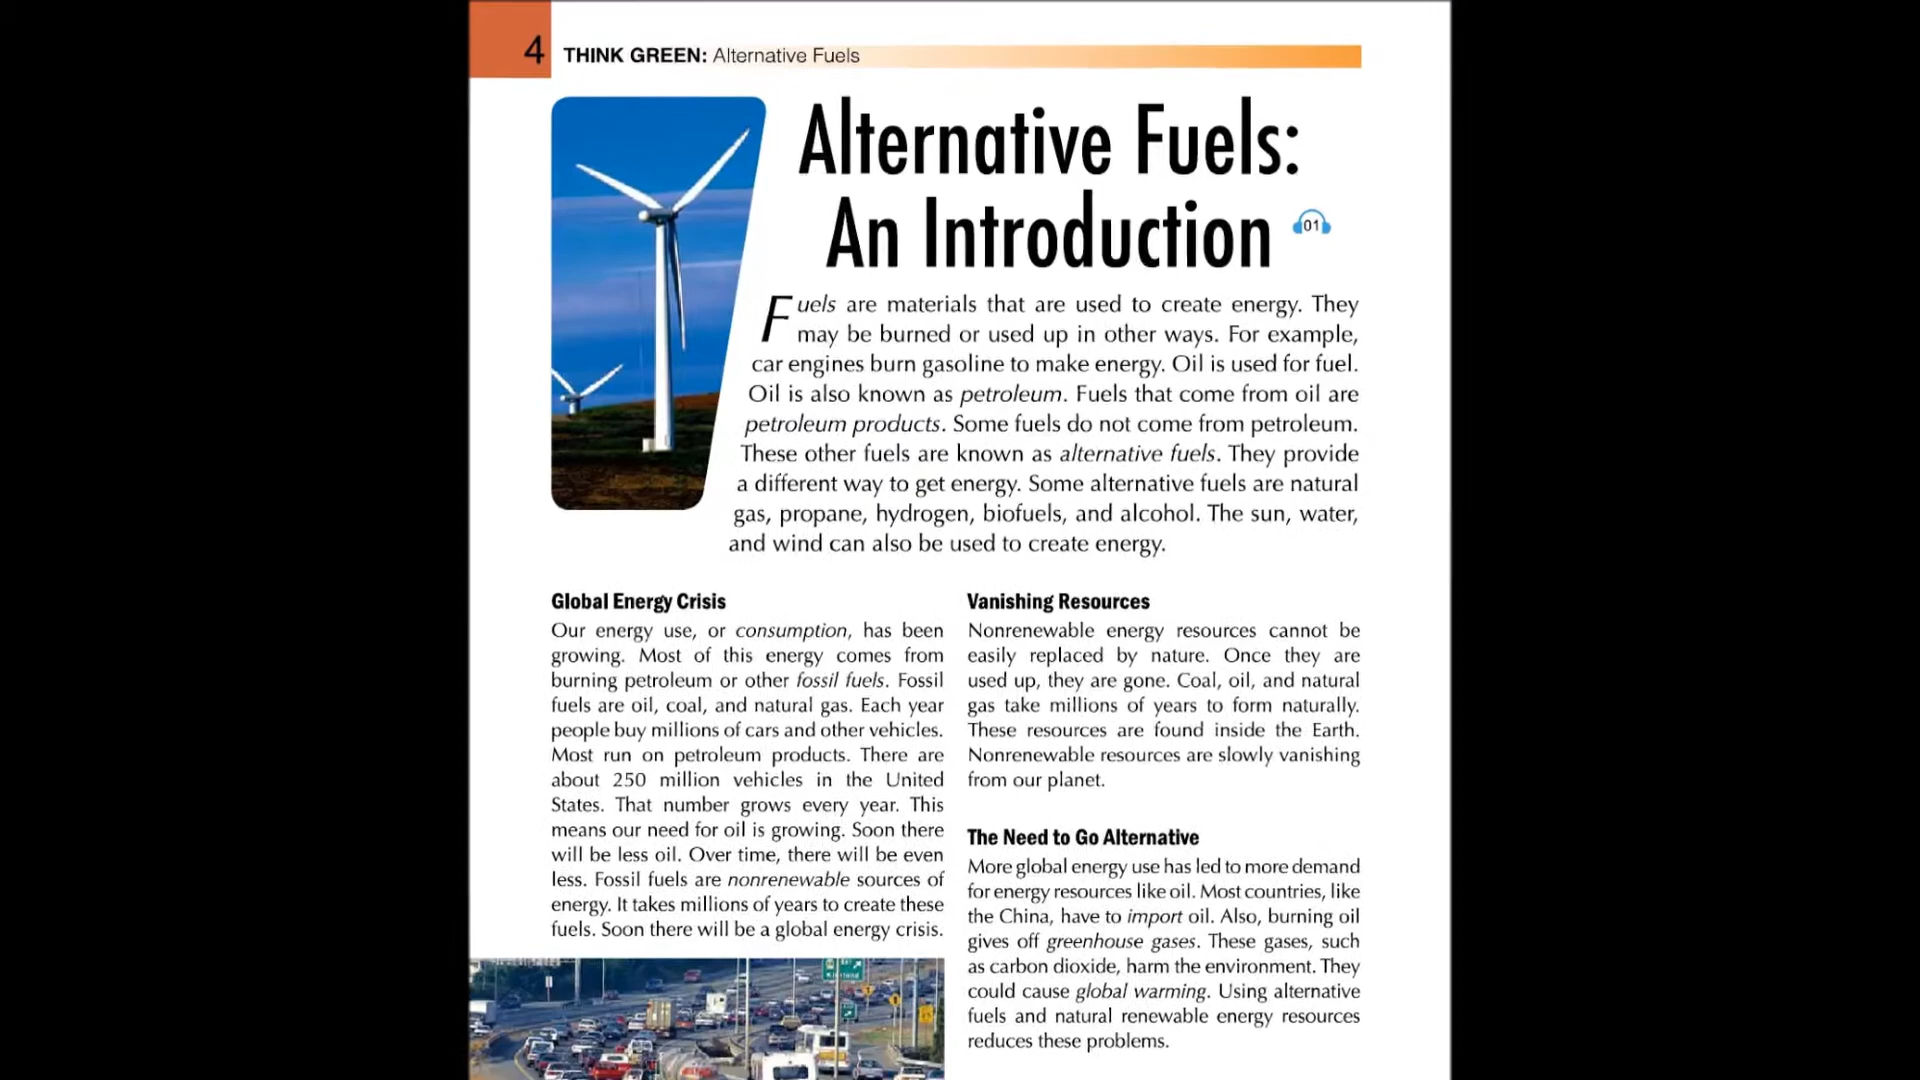 4 THINK GREEN: Alternative Fuels
Alternative Fuels:
An Introduction 01
Fuels are materials that are used to create energy. They
may be burned or used up in other ways. For example,
car engines burn gasoline to make energy. Oil is used for fuel.
Oil is also known as petroleum. Fuels that come from oil are
petroleum products. Some fuels do not come from petroleum.
These other fuels are known as alternative fuels. They provide
a different way to get energy. Some alternative fuels are natural
gas, propane, hydrogen, biofuels, and alcohol. The sun, water,
and wind can also be used to create energy.
Global Energy Crisis
Our energy use, or consumption, has been
growing. Most of this energy comes from
burning petroleum or other fossil fuels. Fossil
fuels are oil, coal, and natural gas. Each year
people buy millions of cars and other vehicles.
Most run on petroleum products. There are
about 250 million vehicles in the United
States. That number grows every year. This
means our need for oil is growing. Soon there
will be less oil. Over time, there will be even
less. Fossil fuels are nonrenewable sources of
energy. It takes millions of years to create these
fuels. Soon there will be a global energy crisis.
Vanishing Resources
Nonrenewable energy resources cannot be
easily replaced by nature. Once they are
used up, they are gone. Coal, oil, and natural
gas take millions of years to form naturally.
These resources are found inside the Earth.
Nonrenewable resources are slowly vanishing
from our planet.
The Need to Go Alternative
More global energy use has led to more demand
for energy resources like oil. Most countries, like
the China, have to import oil. Also, burning oil
gives off greenhouse gases. These gases, such
as carbon dioxide, harm the environment. They
could cause global warming. Using alternative
fuels and natural renewable energy resources
reduces these problems.